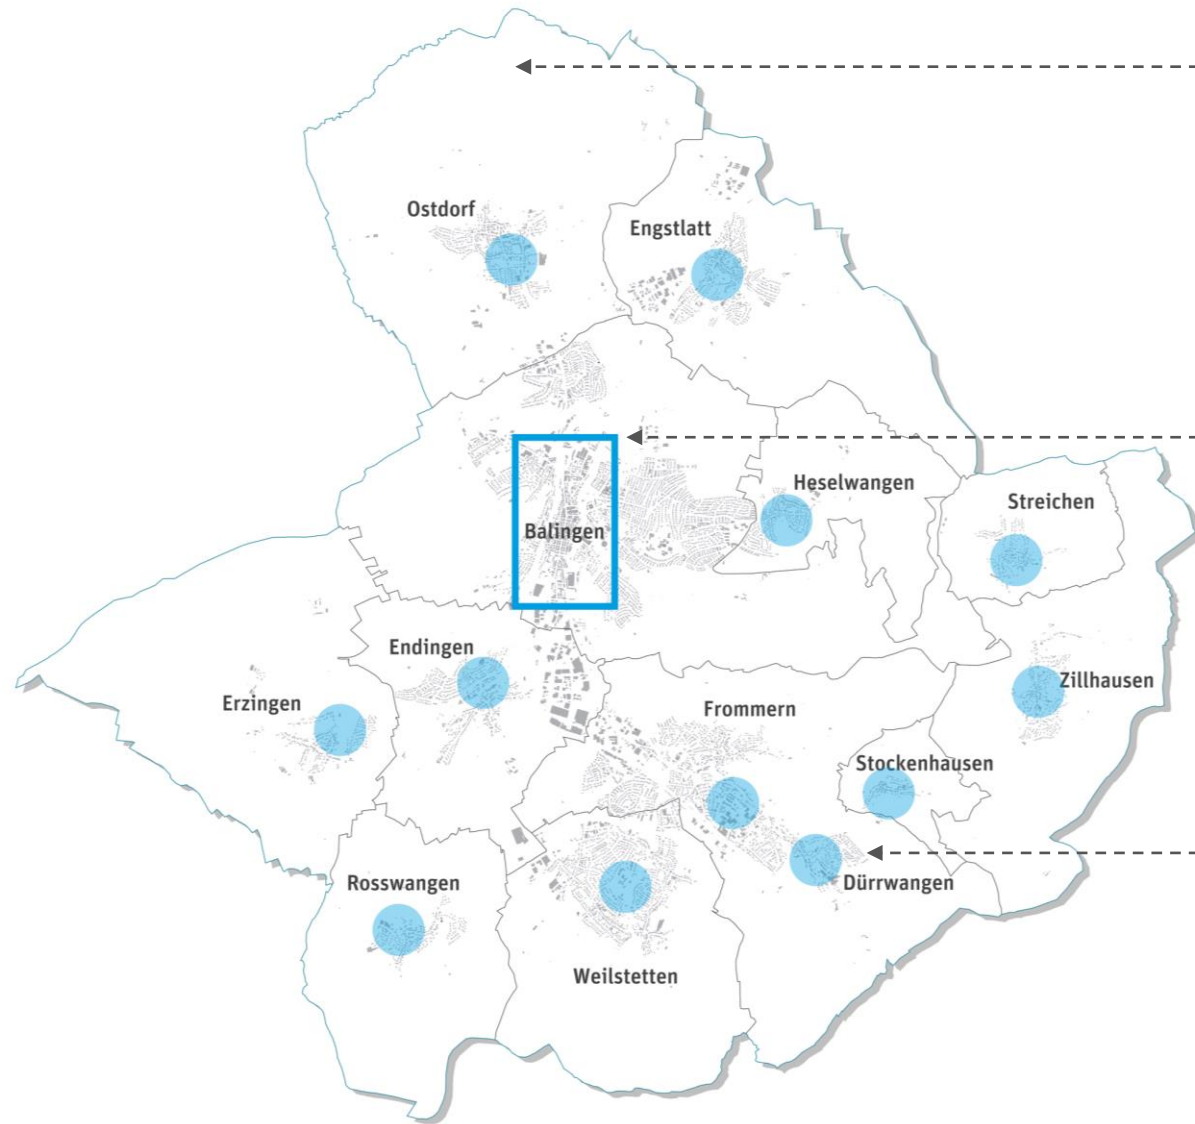 Ostdorf
Engstlatt
Heselwangen
Streichen
Balingen
Endingen
Zillhausen
Erzingen
Frommern
Stockenhausen
Rosswangen
Dürrwangen
Weilstetten